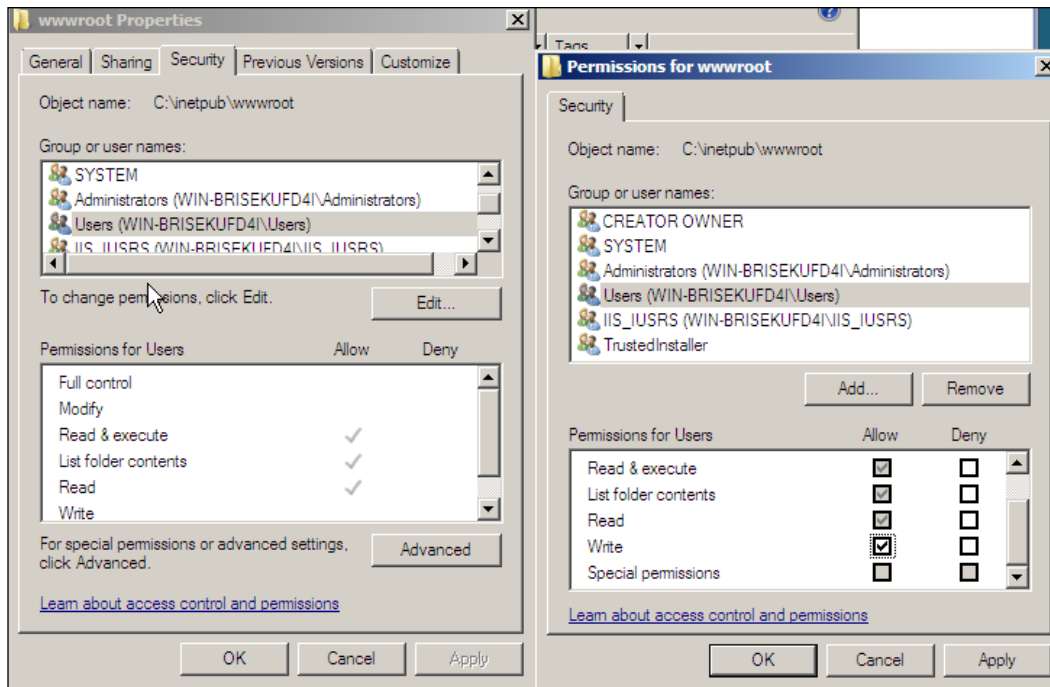 wwwroot Properties
General Sharing Security Previous Versions Customize
Object name: C:\inetpub\wwwroot
Group or user names:
SYSTEM
Administrators (WIN-BRISEKUFD4I\Administrators)
Users (WIN-BRISEKUFD4I\Users)
IIS_IUSRS (WIN-BRISEKUFD4I\IIS_IUSRS)
To change permissions, click Edit.
Edit...
Permissions for Users Allow Deny
Full control
Modify
Read & execute
List folder contents
Read
Write
For special permissions or advanced settings,
click Advanced.
Advanced
Learn about access control and permissions
OK Cancel Apply
Tags
Permissions for wwwroot
Security
Object name: C:\inetpub\wwwroot
Group or user names:
CREATOR OWNER
SYSTEM
Administrators (WIN-BRISEKUFD4I\Administrators)
Users (WIN-BRISEKUFD4I\Users)
IIS_IUSRS (WIN-BRISEKUFD4I\IIS_IUSRS)
TrustedInstaller
Add... Remove
Permissions for Users Allow Deny
Read & execute
List folder contents
Read
Write
Special permissions
Learn about access control and permissions
OK Cancel Apply